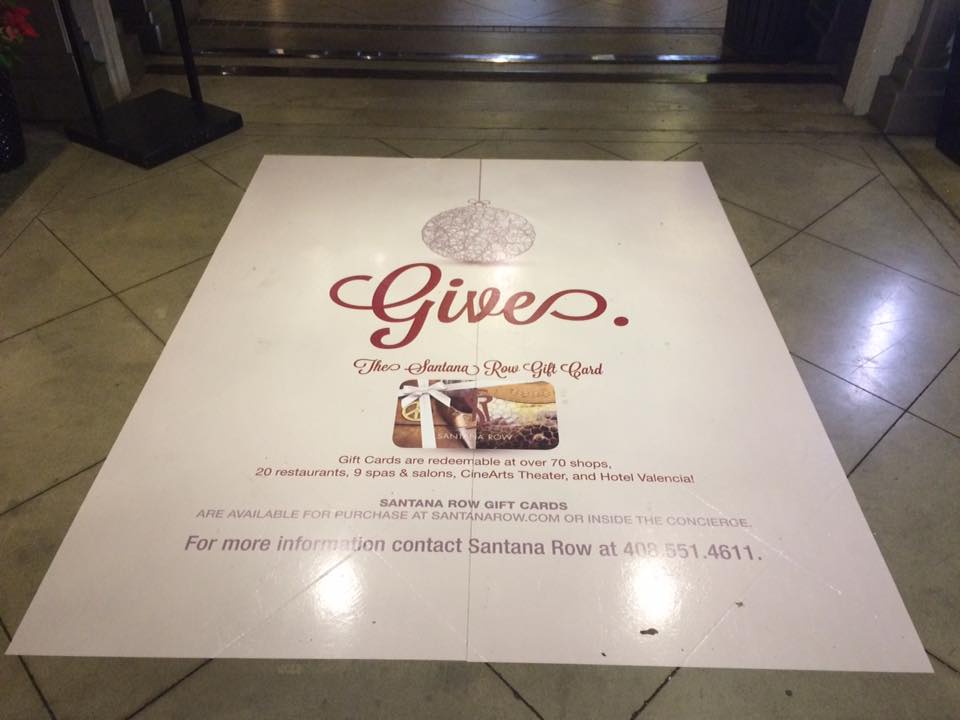 Give.
The Santana Row Gift Card
SANTANA ROW
Gift Cards are redeemable at over 70 shops,
20 restaurants, 9 spas & salons, CineArts Theater, and Hotel Valencia!
SANTANA ROW GIFT CARDS
ARE AVAILABLE FOR PURCHASE AT SANTANAROW.COM OR INSIDE THE CONCIERGE.
For more information contact Santana Row at 408.551.4611.